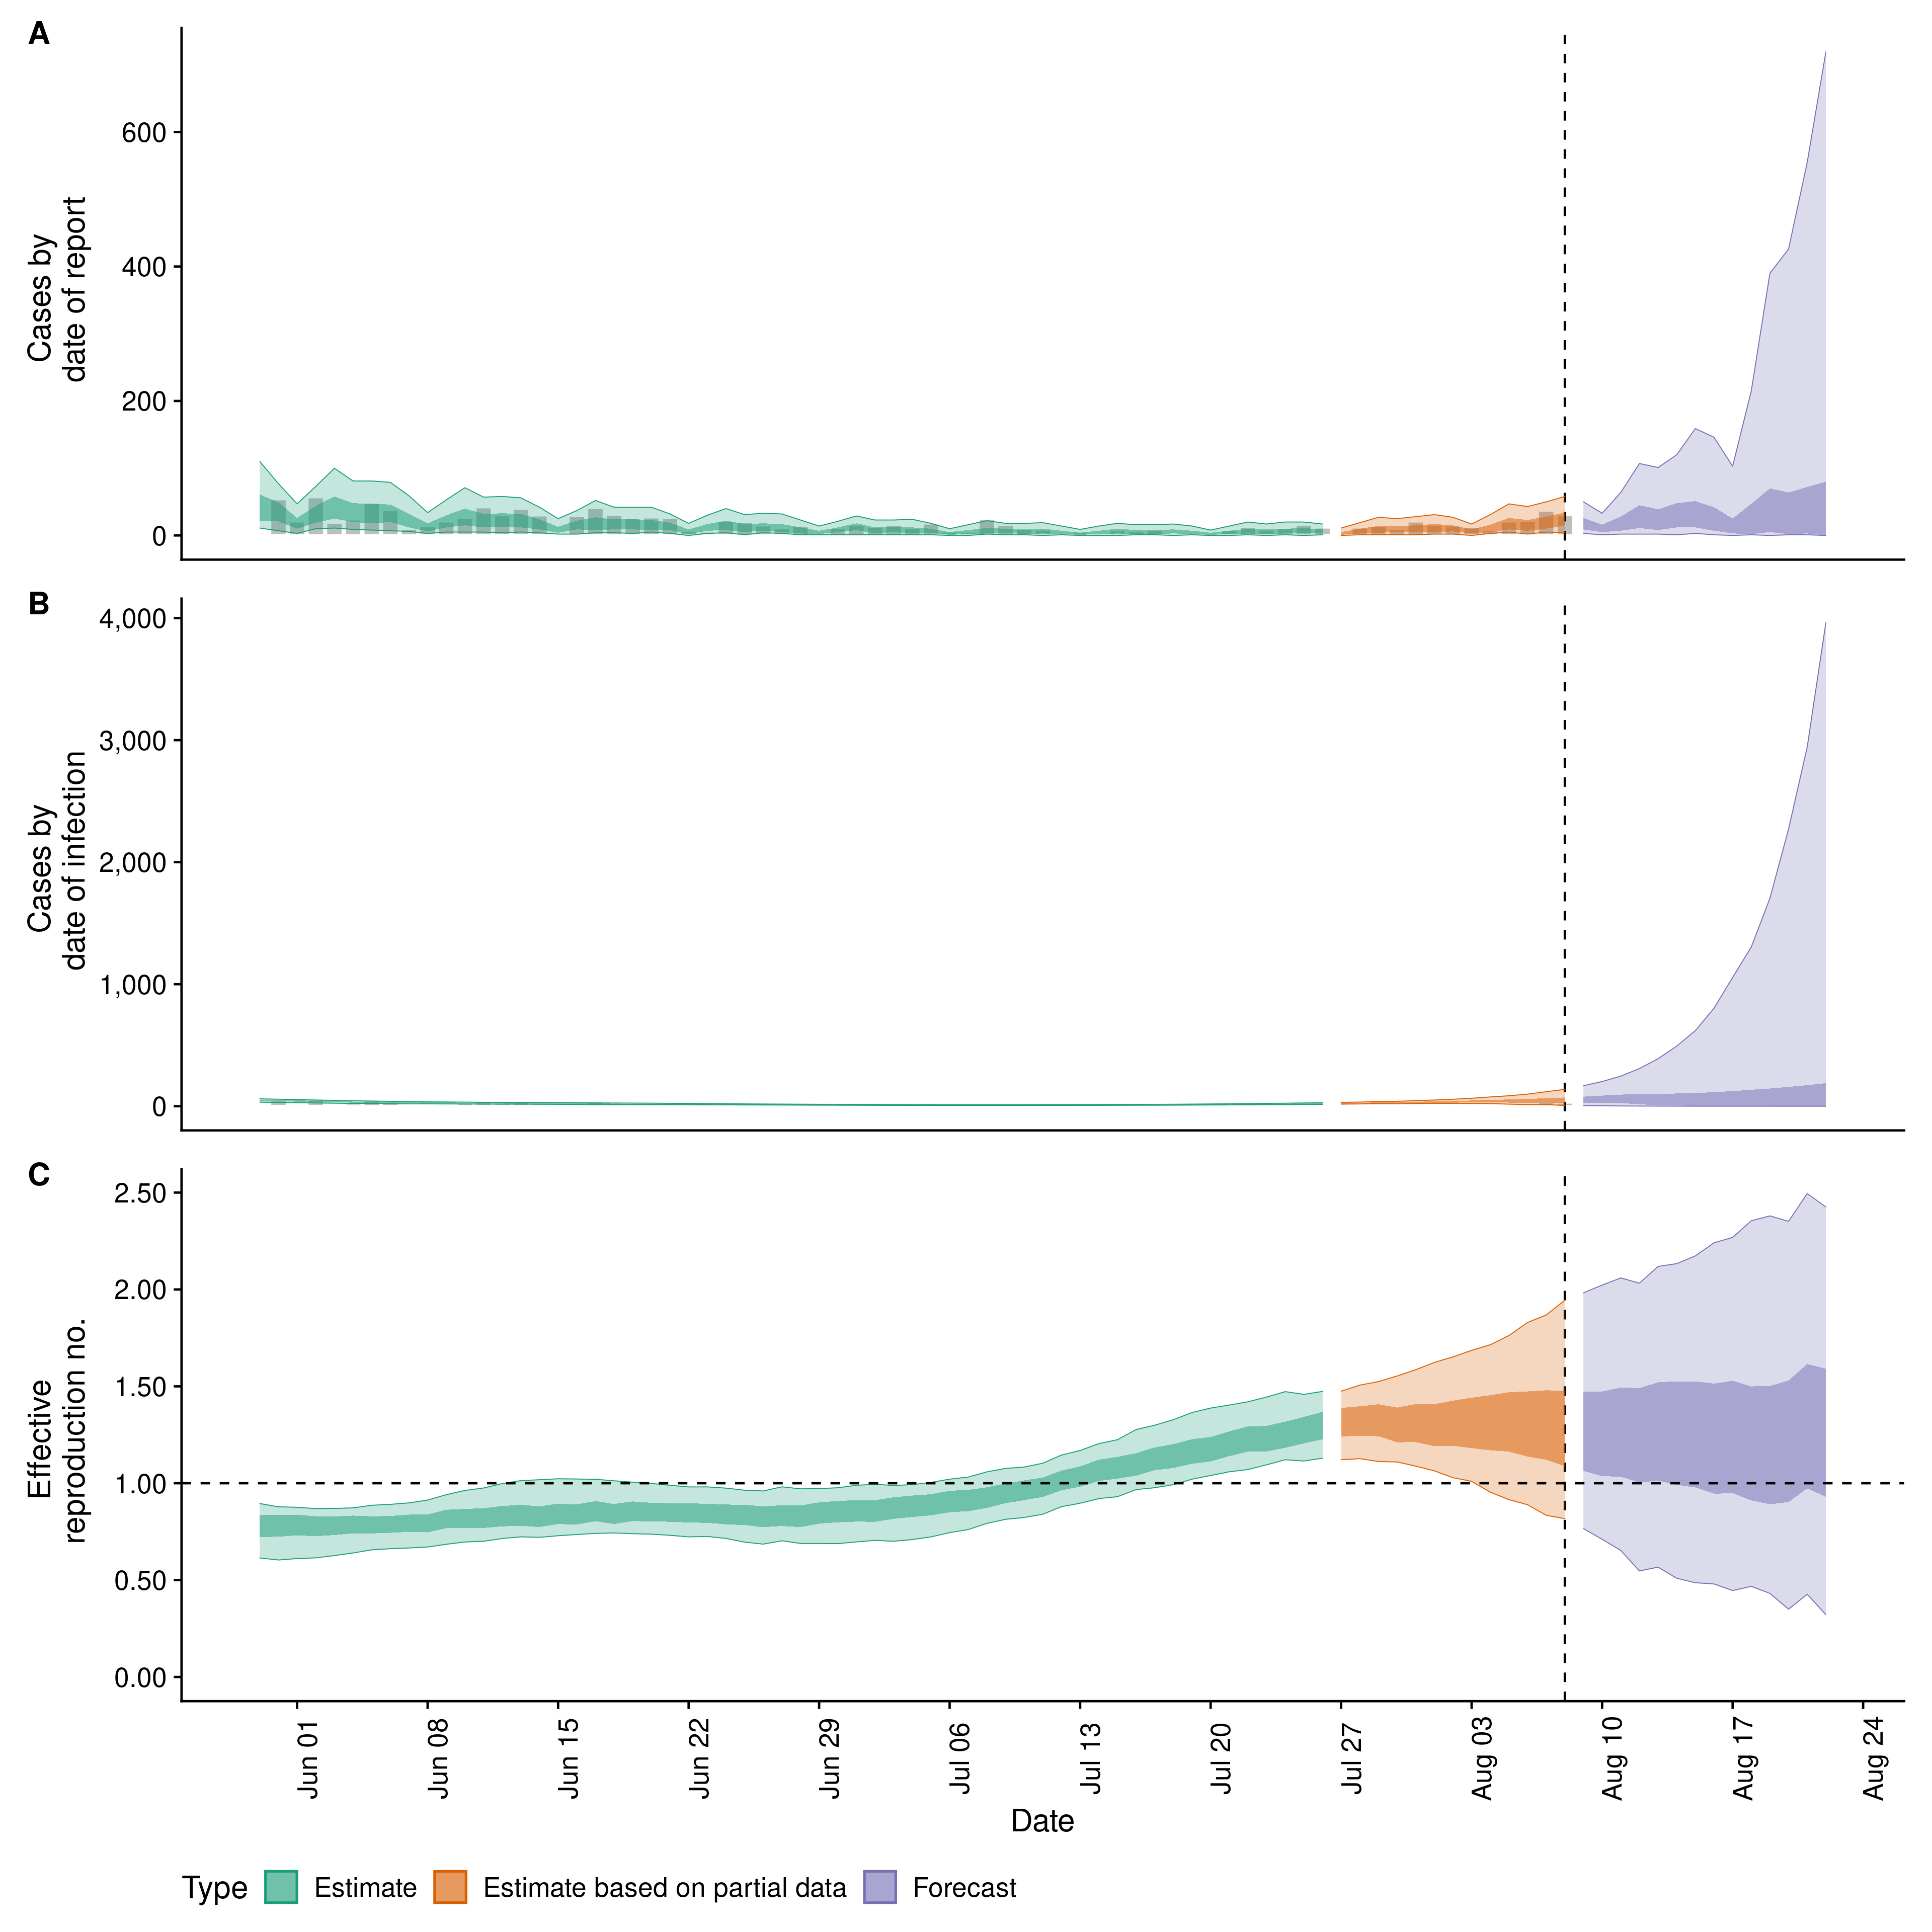 A
Cases by
date of report
600
400
200
0
B
Cases by
date of infection
4,000
3,000
2,000
1,000
0
C
Effective
reproduction no.
2.50
2.00
1.50
1.00
0.50
0.00
Jun 01
Jun 08
Jun 15
Jun 22
Jun 29
Jul 06
Jul 13
Jul 20
Jul 27
Aug 03
Aug 10
Aug 17
Aug 24
Date
Type Estimate Estimate based on partial data Forecast